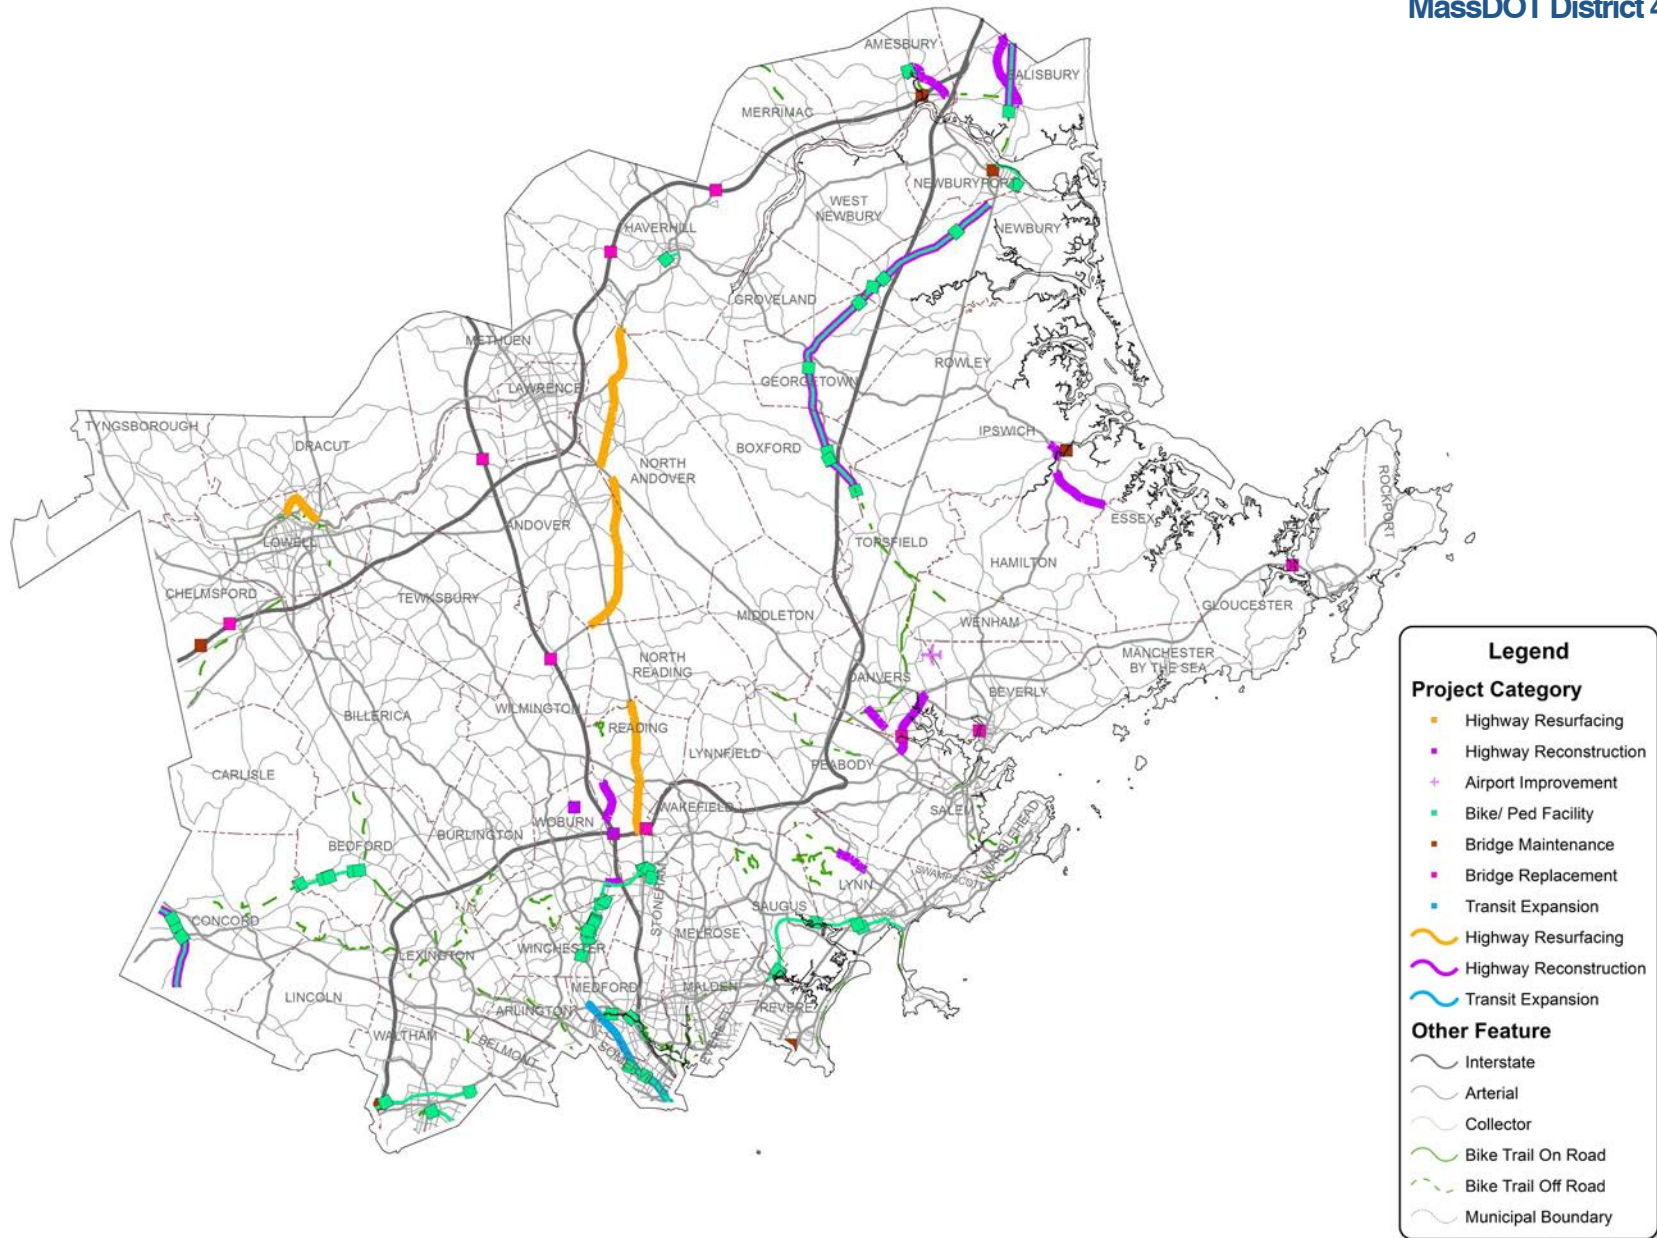 MassDOT District 4
AMESBURY
SALISBURY
MERRIMAC
NEWBURYPORT
WEST
NEWBURY
HAVERHILL
NEWBURY
GROVELAND
METHUEN
ROWLEY
LAWRENCE
GEORGETOWN
TYNGSBOROUGH
DRACUT
IPSWICH
BOXFORD
NORTH
ANDOVER
ROCKPORT
ANDOVER
ESSEX
LOWELL
TOPSFIELD
HAMILTON
CHELMSFORD
TEWKSBURY
GLOUCESTER
MIDDLETON
WENHAM
MANCHESTER
BY THE SEA
NORTH
READING
DANVERS
BEVERLY
WILMINGTON
BILLERICA
READING
LYNNFIELD
PEABODY
CARLISLE
WAKEFIELD
SALEM
MARBLEHEAD
WOBURN
BURLINGTON
BEDFORD
LYNN
SWAMPSCOTT
STONEHAM
SAUGUS
CONCORD
MELROSE
WINCHESTER
LEXINGTON
MEDFORD
MALDEN
LINCOLN
REVERE
ARLINGTON
WALTHAM
BELMONT
EVERETT
Legend
Project Category
Highway Resurfacing
Highway Reconstruction
Airport Improvement
Bike/ Ped Facility
Bridge Maintenance
Bridge Replacement
Transit Expansion
Highway Resurfacing
Highway Reconstruction
Transit Expansion
Other Feature
Interstate
Arterial
Collector
Bike Trail On Road
Bike Trail Off Road
Municipal Boundary